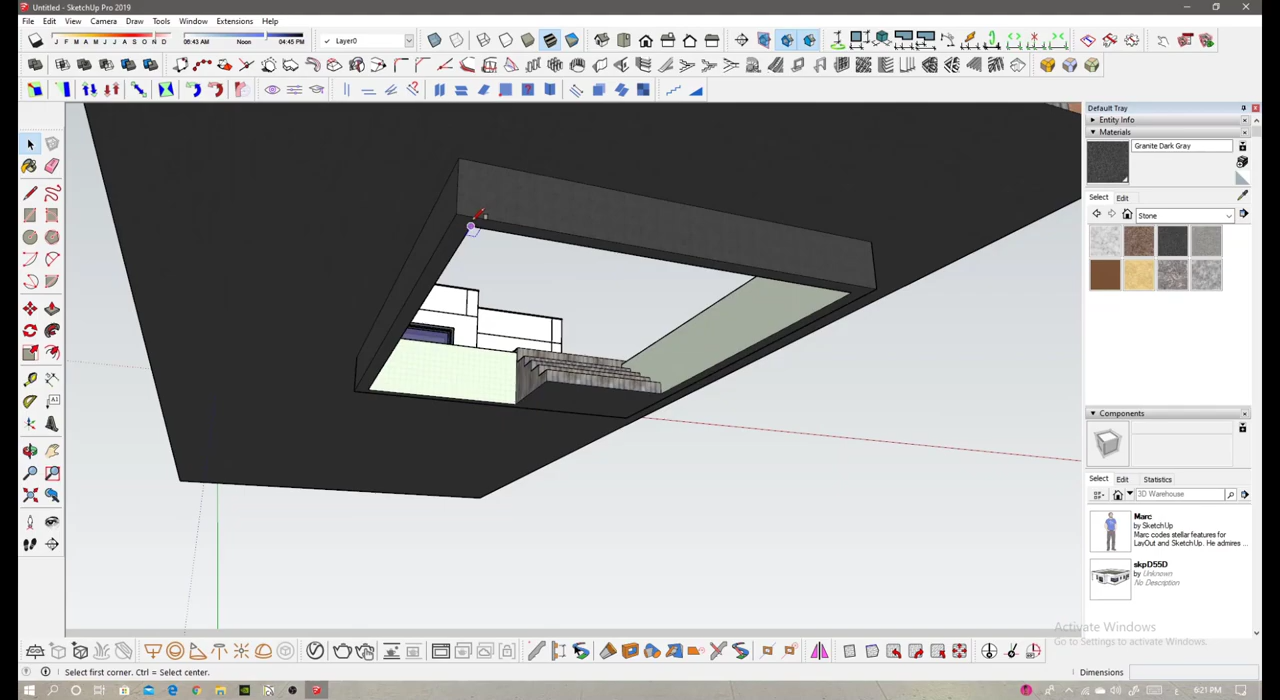 Untitled - SketchUp Pro 2019
File Edit View Camera Draw Tools Window Extensions Help
J F M A M J J A S O N D
06:43 AM Noon 04:45 PM
Layer0
Default Tray
Entity Info
Materials
Granite Dark Gray
Select Edit
Stone
Components
Select Edit Statistics
3D Warehouse
Marc
by SketchUp
Marc codes stellar features for
LayOut and SketchUp. He admires ...
skpD55D
by Unknown
No Description
Activate Windows
Go to Settings to activate Windows.
Select first corner. Ctrl = Select center.
Dimensions
6:21 PM